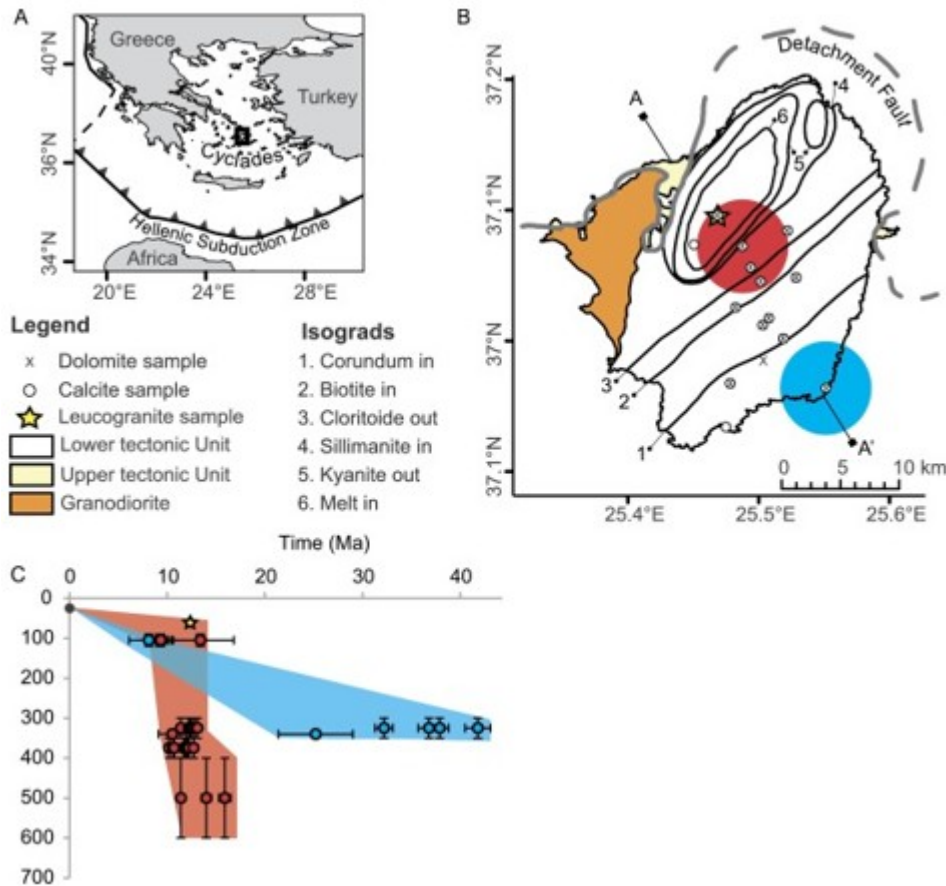 A
Greece
Turkey
Cyclades
Hellenic Subduction Zone
Africa
40°N
36°N
34°N
20°E
24°E
28°E
B
Detachment Fault
A
4
6
5
3
2
1
A'
0 5 10 km
37.2°N
37.1°N
37°N
37.1°N
25.4°E
25.5°E
25.6°E
Legend
Dolomite sample
Calcite sample
Leucogranite sample
Lower tectonic Unit
Upper tectonic Unit
Granodiorite
Isograds
1. Corundum in
2. Biotite in
3. Cloritoide out
4. Sillimanite in
5. Kyanite out
6. Melt in
C
Time (Ma)
0
10
20
30
40
0
100
200
300
400
500
600
700